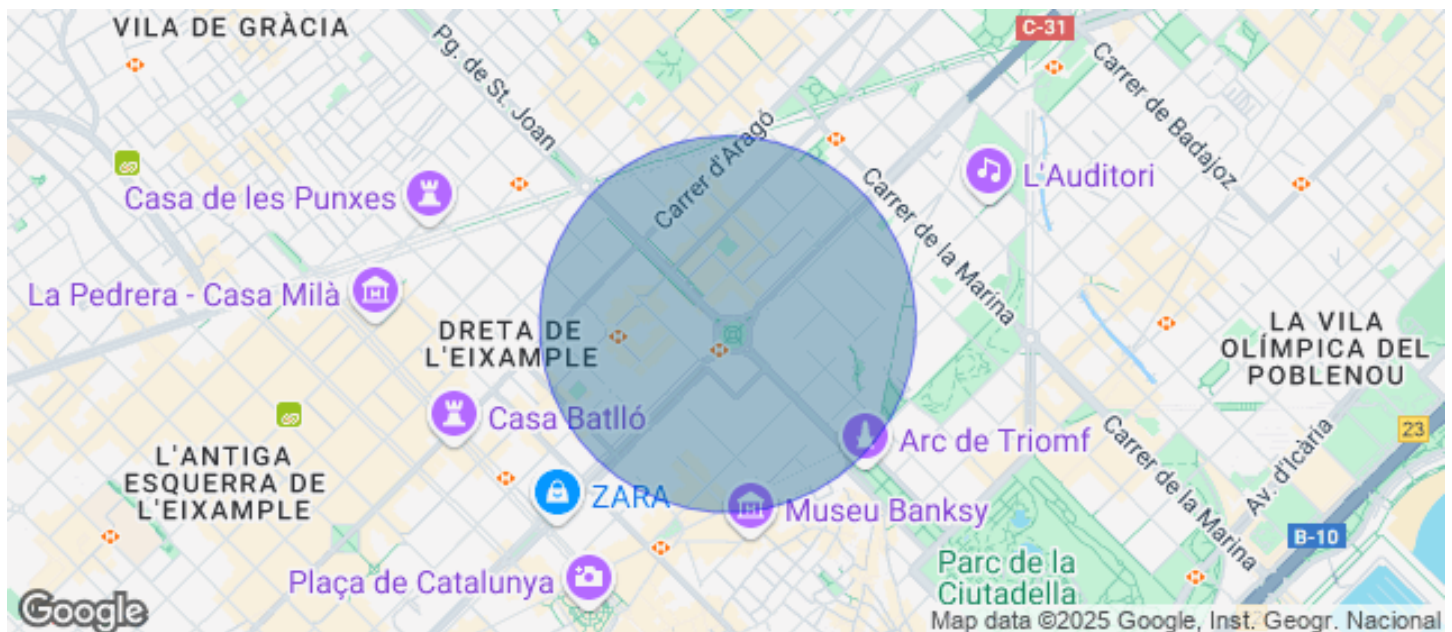 VILA DE GRÀCIA
Pg. de St. Joan
C-31
Carrer de Badajoz
Carrer d'Aragó
Casa de les Punxes
L'Auditori
Carrer de la Marina
La Pedrera - Casa Milà
DRETA DE
L'EIXAMPLE
LA VILA
OLÍMPICA DEL
POBLENOU
Casa Batlló
Arc de Triomf
23
L'ANTIGA
ESQUERRA DE
L'EIXAMPLE
Av. d'Icària
Carrer de la Marina
ZARA
Museu Banksy
B-10
Plaça de Catalunya
Parc de la
Ciutadella
Google
Map data ©2025 Google, Inst. Geogr. Nacional